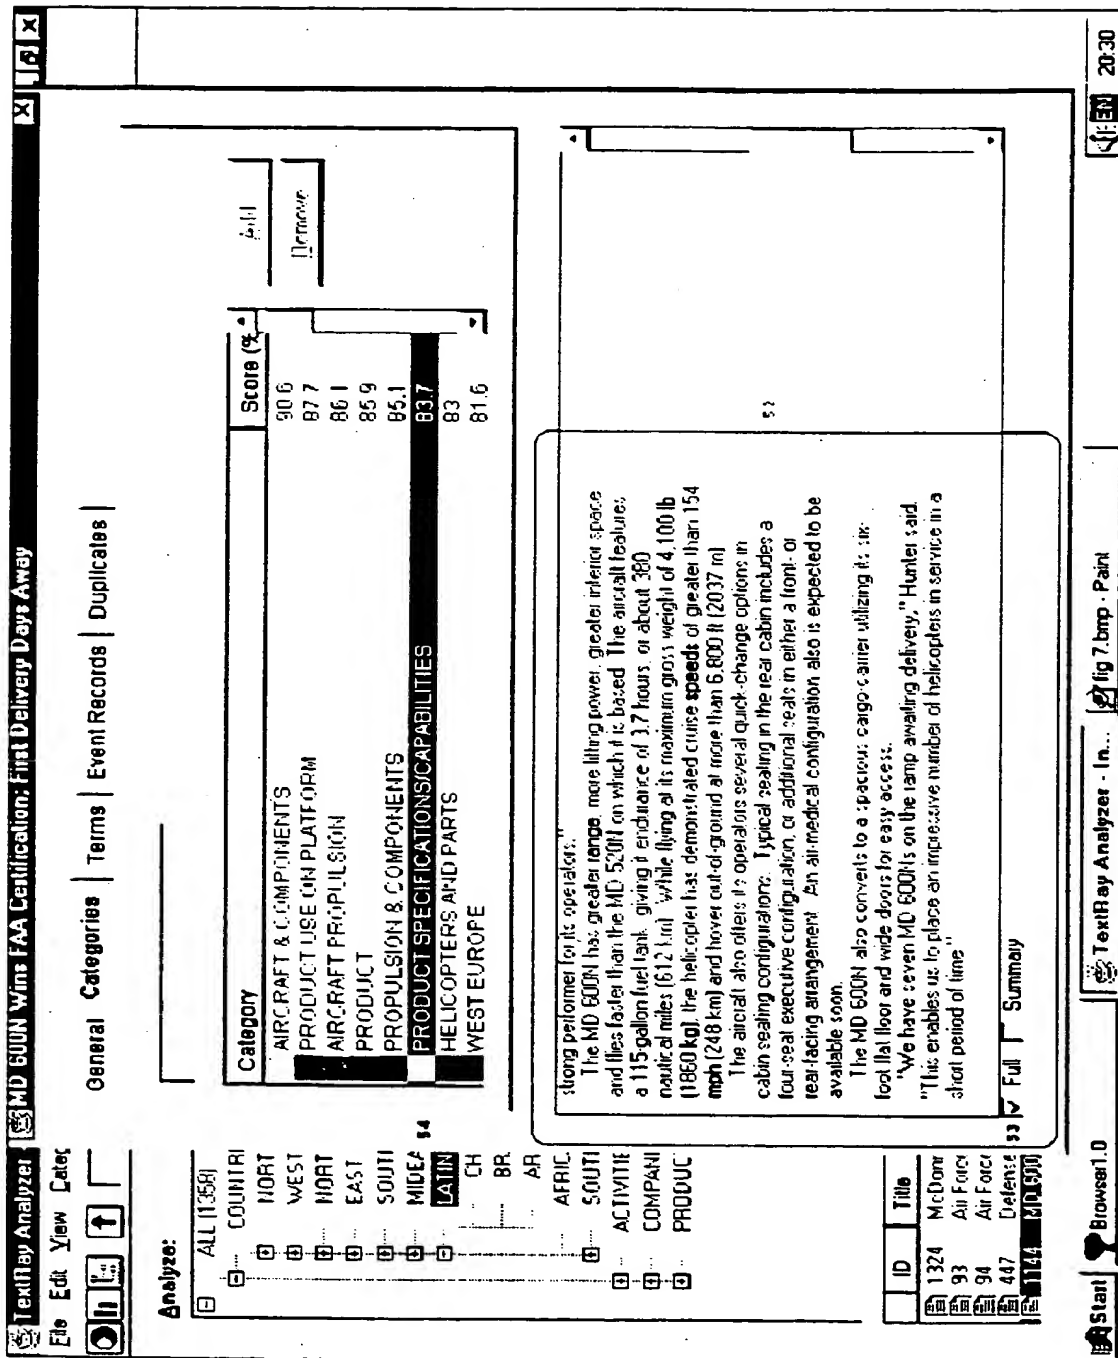 TextRay Analyzer
MD 600N Wins FAA Certification; First Delivery Days Away
File Edit View Categ
General Categories Terms Event Records Duplicates
Analyze:
ALL (1358)
COUNTRI
NORT
WEST
NORT
EAST
SOUTI
MIDEA
LATIN
CH
BR.
AR
AFRIC.
SOUTI
ACTIVITIE
COMPANI
PRODUC
54
Category Score (%
AIRCRAFT & COMPONENTS 90.6
PRODUCT USE ON PLATFORM 87.7
AIRCRAFT PROPULSION 86.1
PRODUCT 85.9
PROPULSION & COMPONENTS 85.1
PRODUCT SPECIFICATIONS/CAPABILITIES 83.7
HELICOPTERS AND PARTS 83
WEST EUROPE 81.6
Add
Remove
strong performer for its operators."
The MD 600N has greater range, more lifting power, greater interior space
and flies faster than the MD 520N on which it is based. The aircraft features
a 115-gallon fuel tank, giving it endurance of 3.7 hours, or about 380
nautical miles (612 km). While flying at its maximum gross weight of 4,100 lb
(1860 kg), the helicopter has demonstrated cruise speeds of greater than 154
mph (248 km) and hover out-of-ground at more than 6,800 ft (2037 m)
The aircraft also offers its operators several quick-change options in
cabin seating configurations. Typical seating in the rear cabin includes a
four-seat executive configuration, or additional seats in either a front- or
rear-facing arrangement. An air-medical configuration also is expected to be
available soon.
The MD 600N also converts to a spacious cargo-carrier utilizing its six-
foot flat floor and wide doors for easy access.
"We have seven MD 600Ns on the ramp awaiting delivery," Hunter said.
"This enables us to place an impressive number of helicopters in service in a
short period of time"
52
53
Full Summary
ID Title
1324 McDonr
93 Air Forcε
94 Air Forcε
447 Defense
1144 MD 600
Start Browser1.0 TextRay Analyzer - In... fig 7.bmp - Paint EN 20:30